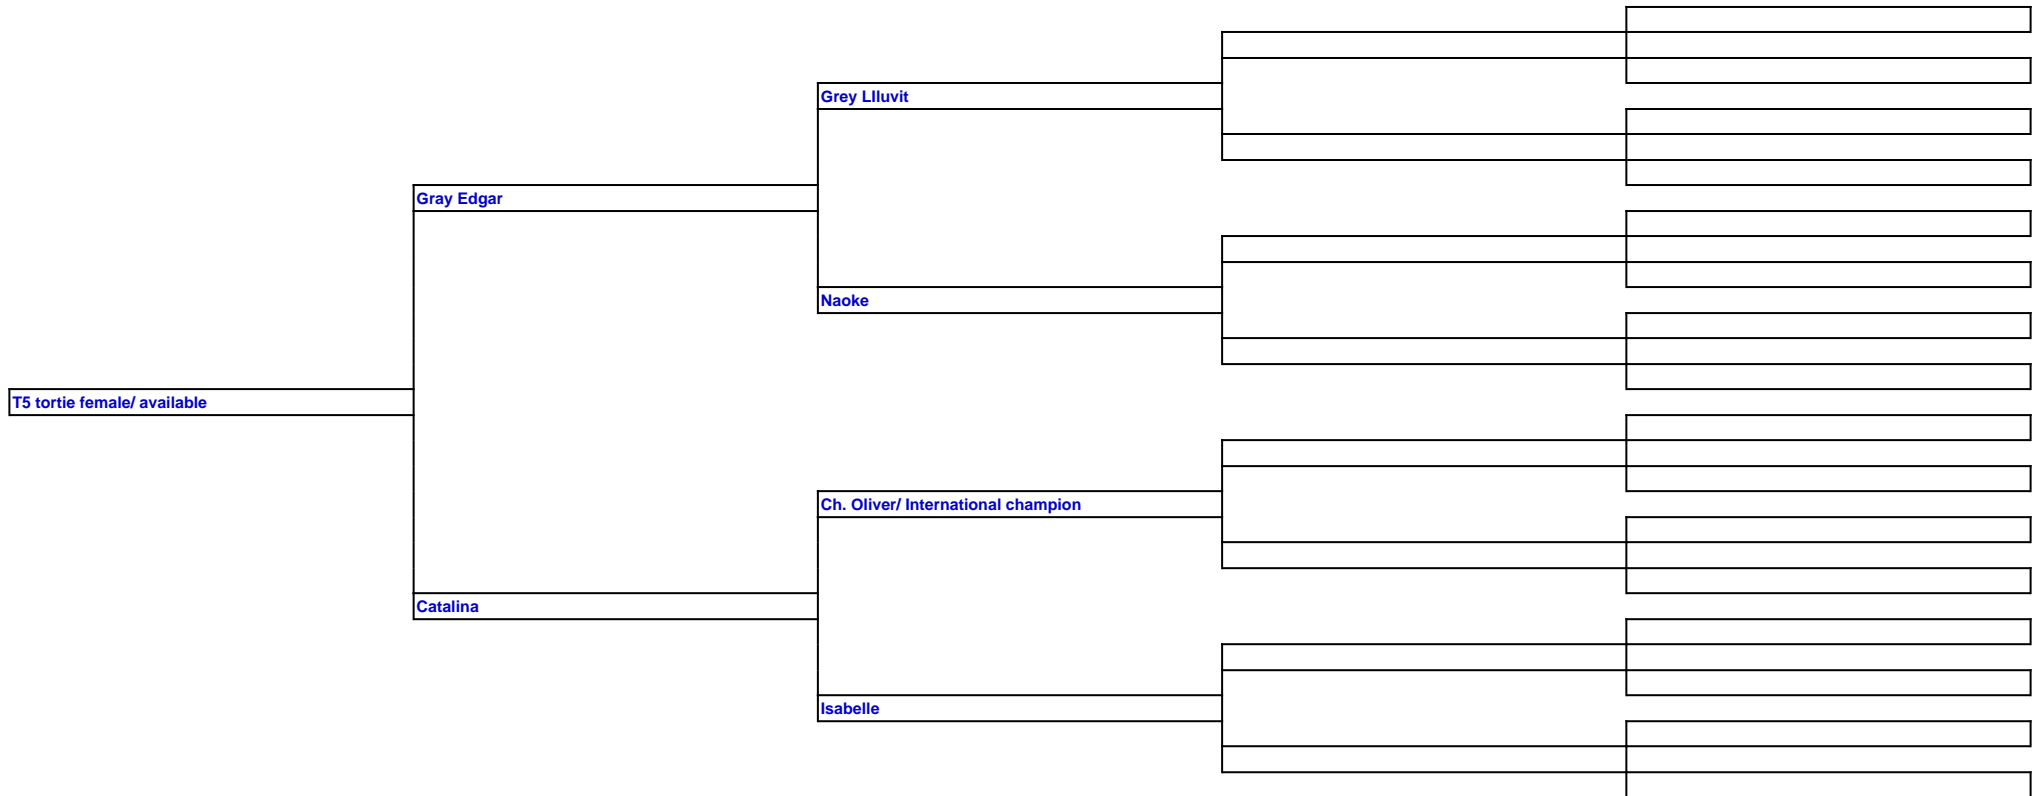 Grey Llluvit
Gray Edgar
Naoke
T5 tortie female/ available
Ch. Oliver/ International champion
Catalina
Isabelle